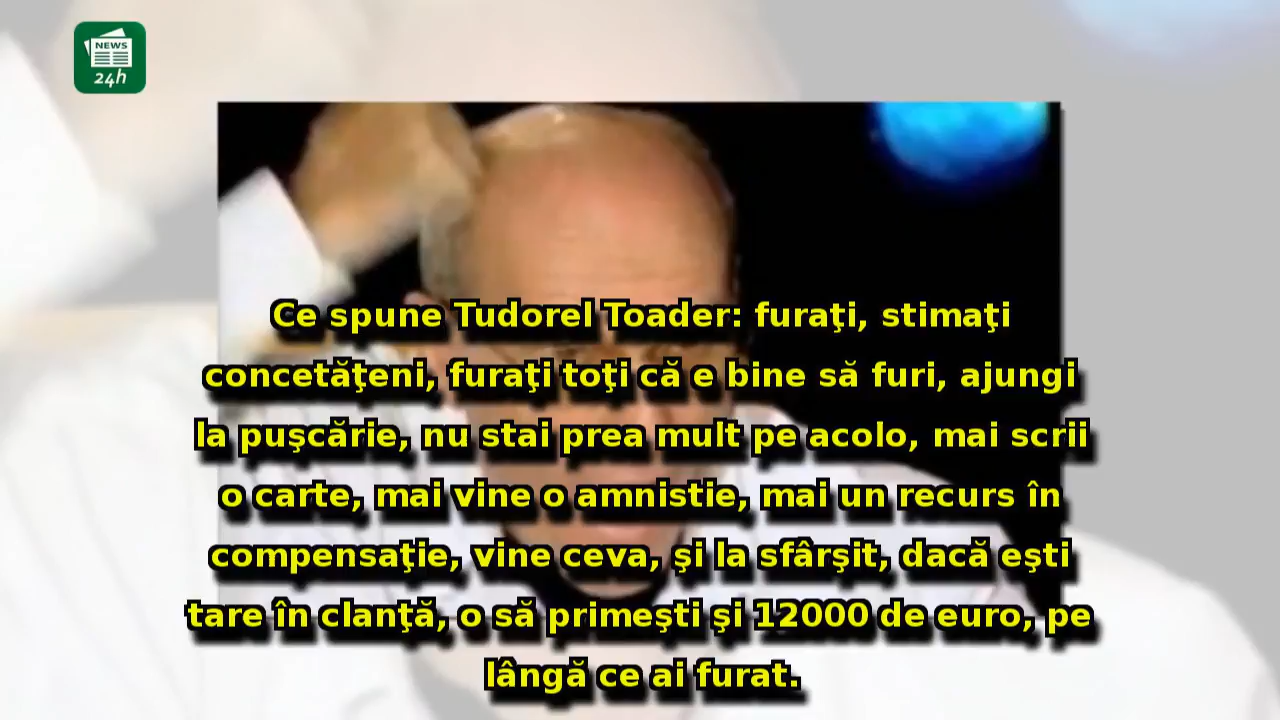 NEWS
24h
Ce spune Tudorel Toader: furaţi, stimaţi
concetăţeni, furaţi toţi că e bine să furi, ajungi
la puşcărie, nu stai prea mult pe acolo, mai scrii
o carte, mai vine o amnistie, mai un recurs în
compensaţie, vine ceva, şi la sfârşit, dacă eşti
tare în clanţă, o să primeşti şi 12000 de euro, pe
lângă ce ai furat.